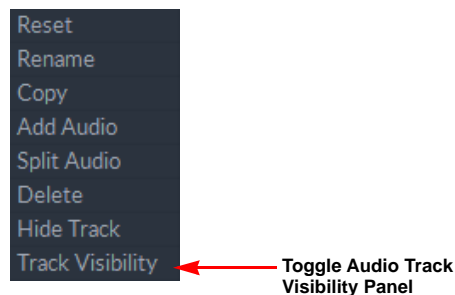 Reset
Rename
Copy
Add Audio
Split Audio
Delete
Hide Track
Track Visibility
Toggle Audio Track
Visibility Panel